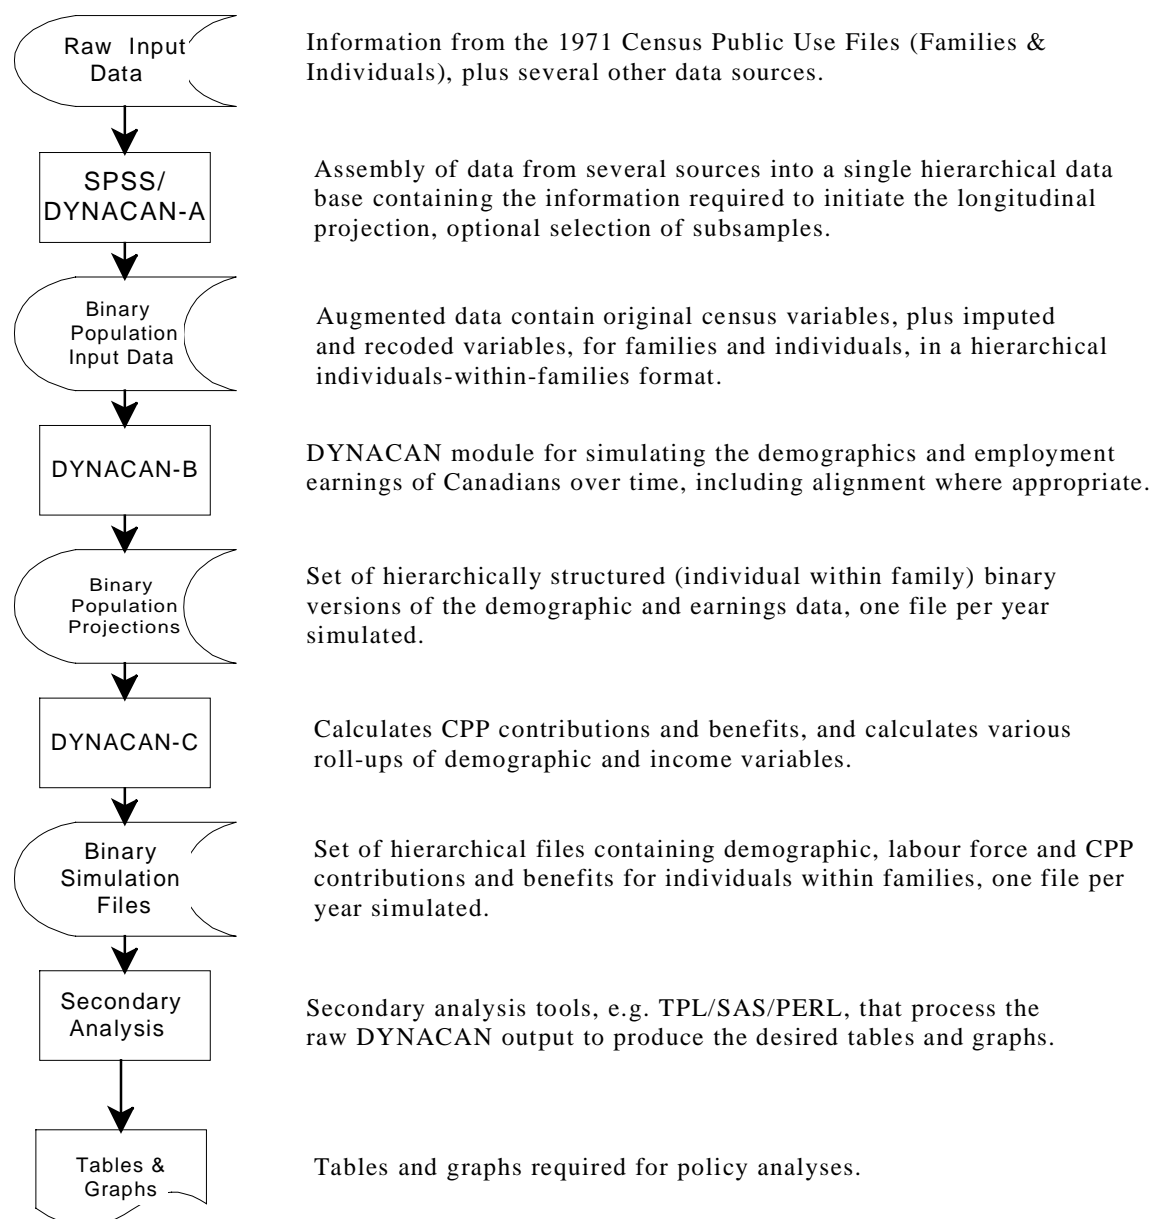 Raw Input
Data
Information from the 1971 Census Public Use Files (Families &
Individuals), plus several other data sources.
SPSS/
DYNACAN-A
Assembly of data from several sources into a single hierarchical data
base containing the information required to initiate the longitudinal
projection, optional selection of subsamples.
Binary
Population
Input Data
Augmented data contain original census variables, plus imputed
and recoded variables, for families and individuals, in a hierarchical
individuals-within-families format.
DYNACAN-B
DYNACAN module for simulating the demographics and employment
earnings of Canadians over time, including alignment where appropriate.
Binary
Population
Projections
Set of hierarchically structured (individual within family) binary
versions of the demographic and earnings data, one file per year
simulated.
DYNACAN-C
Calculates CPP contributions and benefits, and calculates various
roll-ups of demographic and income variables.
Binary
Simulation
Files
Set of hierarchical files containing demographic, labour force and CPP
contributions and benefits for individuals within families, one file per
year simulated.
Secondary
Analysis
Secondary analysis tools, e.g. TPL/SAS/PERL, that process the
raw DYNACAN output to produce the desired tables and graphs.
Tables &
Graphs
Tables and graphs required for policy analyses.